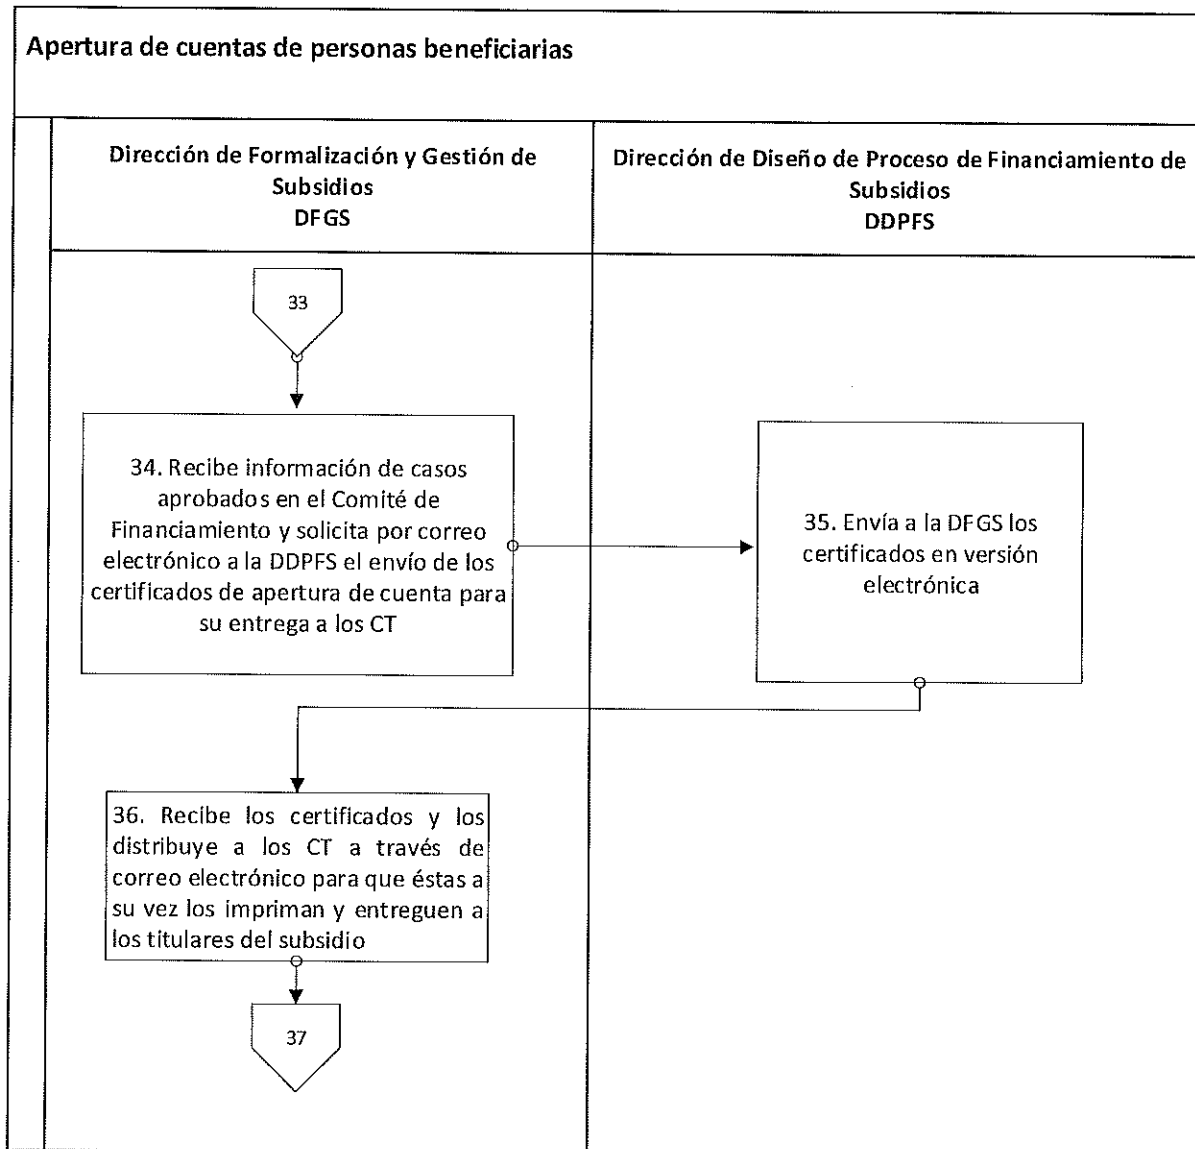 Apertura de cuentas de personas beneficiarias
Dirección de Formalización y Gestión de
Subsidios
DFGS
Dirección de Diseño de Proceso de Financiamiento de
Subsidios
DDPFS
33
34. Recibe información de casos
aprobados en el Comité de
Financiamiento y solicita por correo
electrónico a la DDPFS el envío de los
certificados de apertura de cuenta para
su entrega a los CT
35. Envía a la DFGS los
certificados en versión
electrónica
36. Recibe los certificados y los
distribuye a los CT a través de
correo electrónico para que éstas a
su vez los impriman y entreguen a
los titulares del subsidio
37